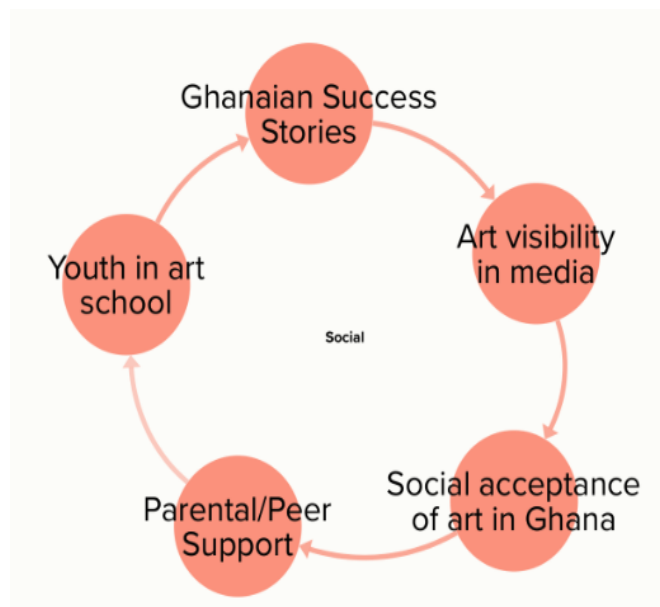 Ghanaian Success
Stories
Art visibility
in media
Social acceptance
of art in Ghana
Parental/Peer
Support
Youth in art
school
Social